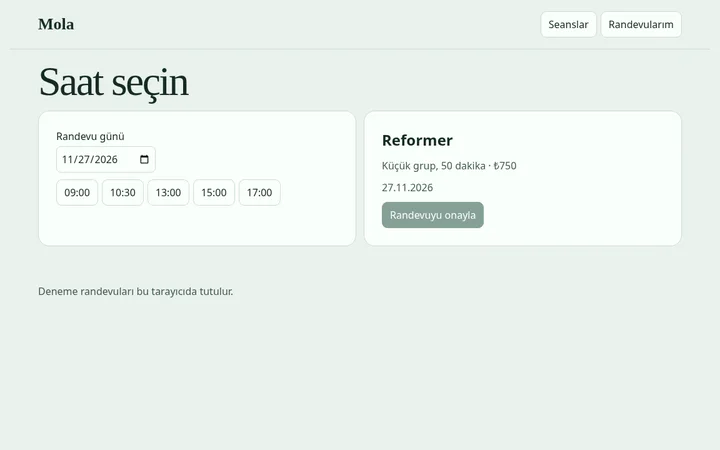 Mola
Seanslar
Randevularım
Saat seçin
Randevu günü
11/27/2026
09:00 10:30 13:00 15:00 17:00
Reformer
Küçük grup, 50 dakika · ₺750
27.11.2026
Randevuyu onayla
Deneme randevuları bu tarayıcıda tutulur.